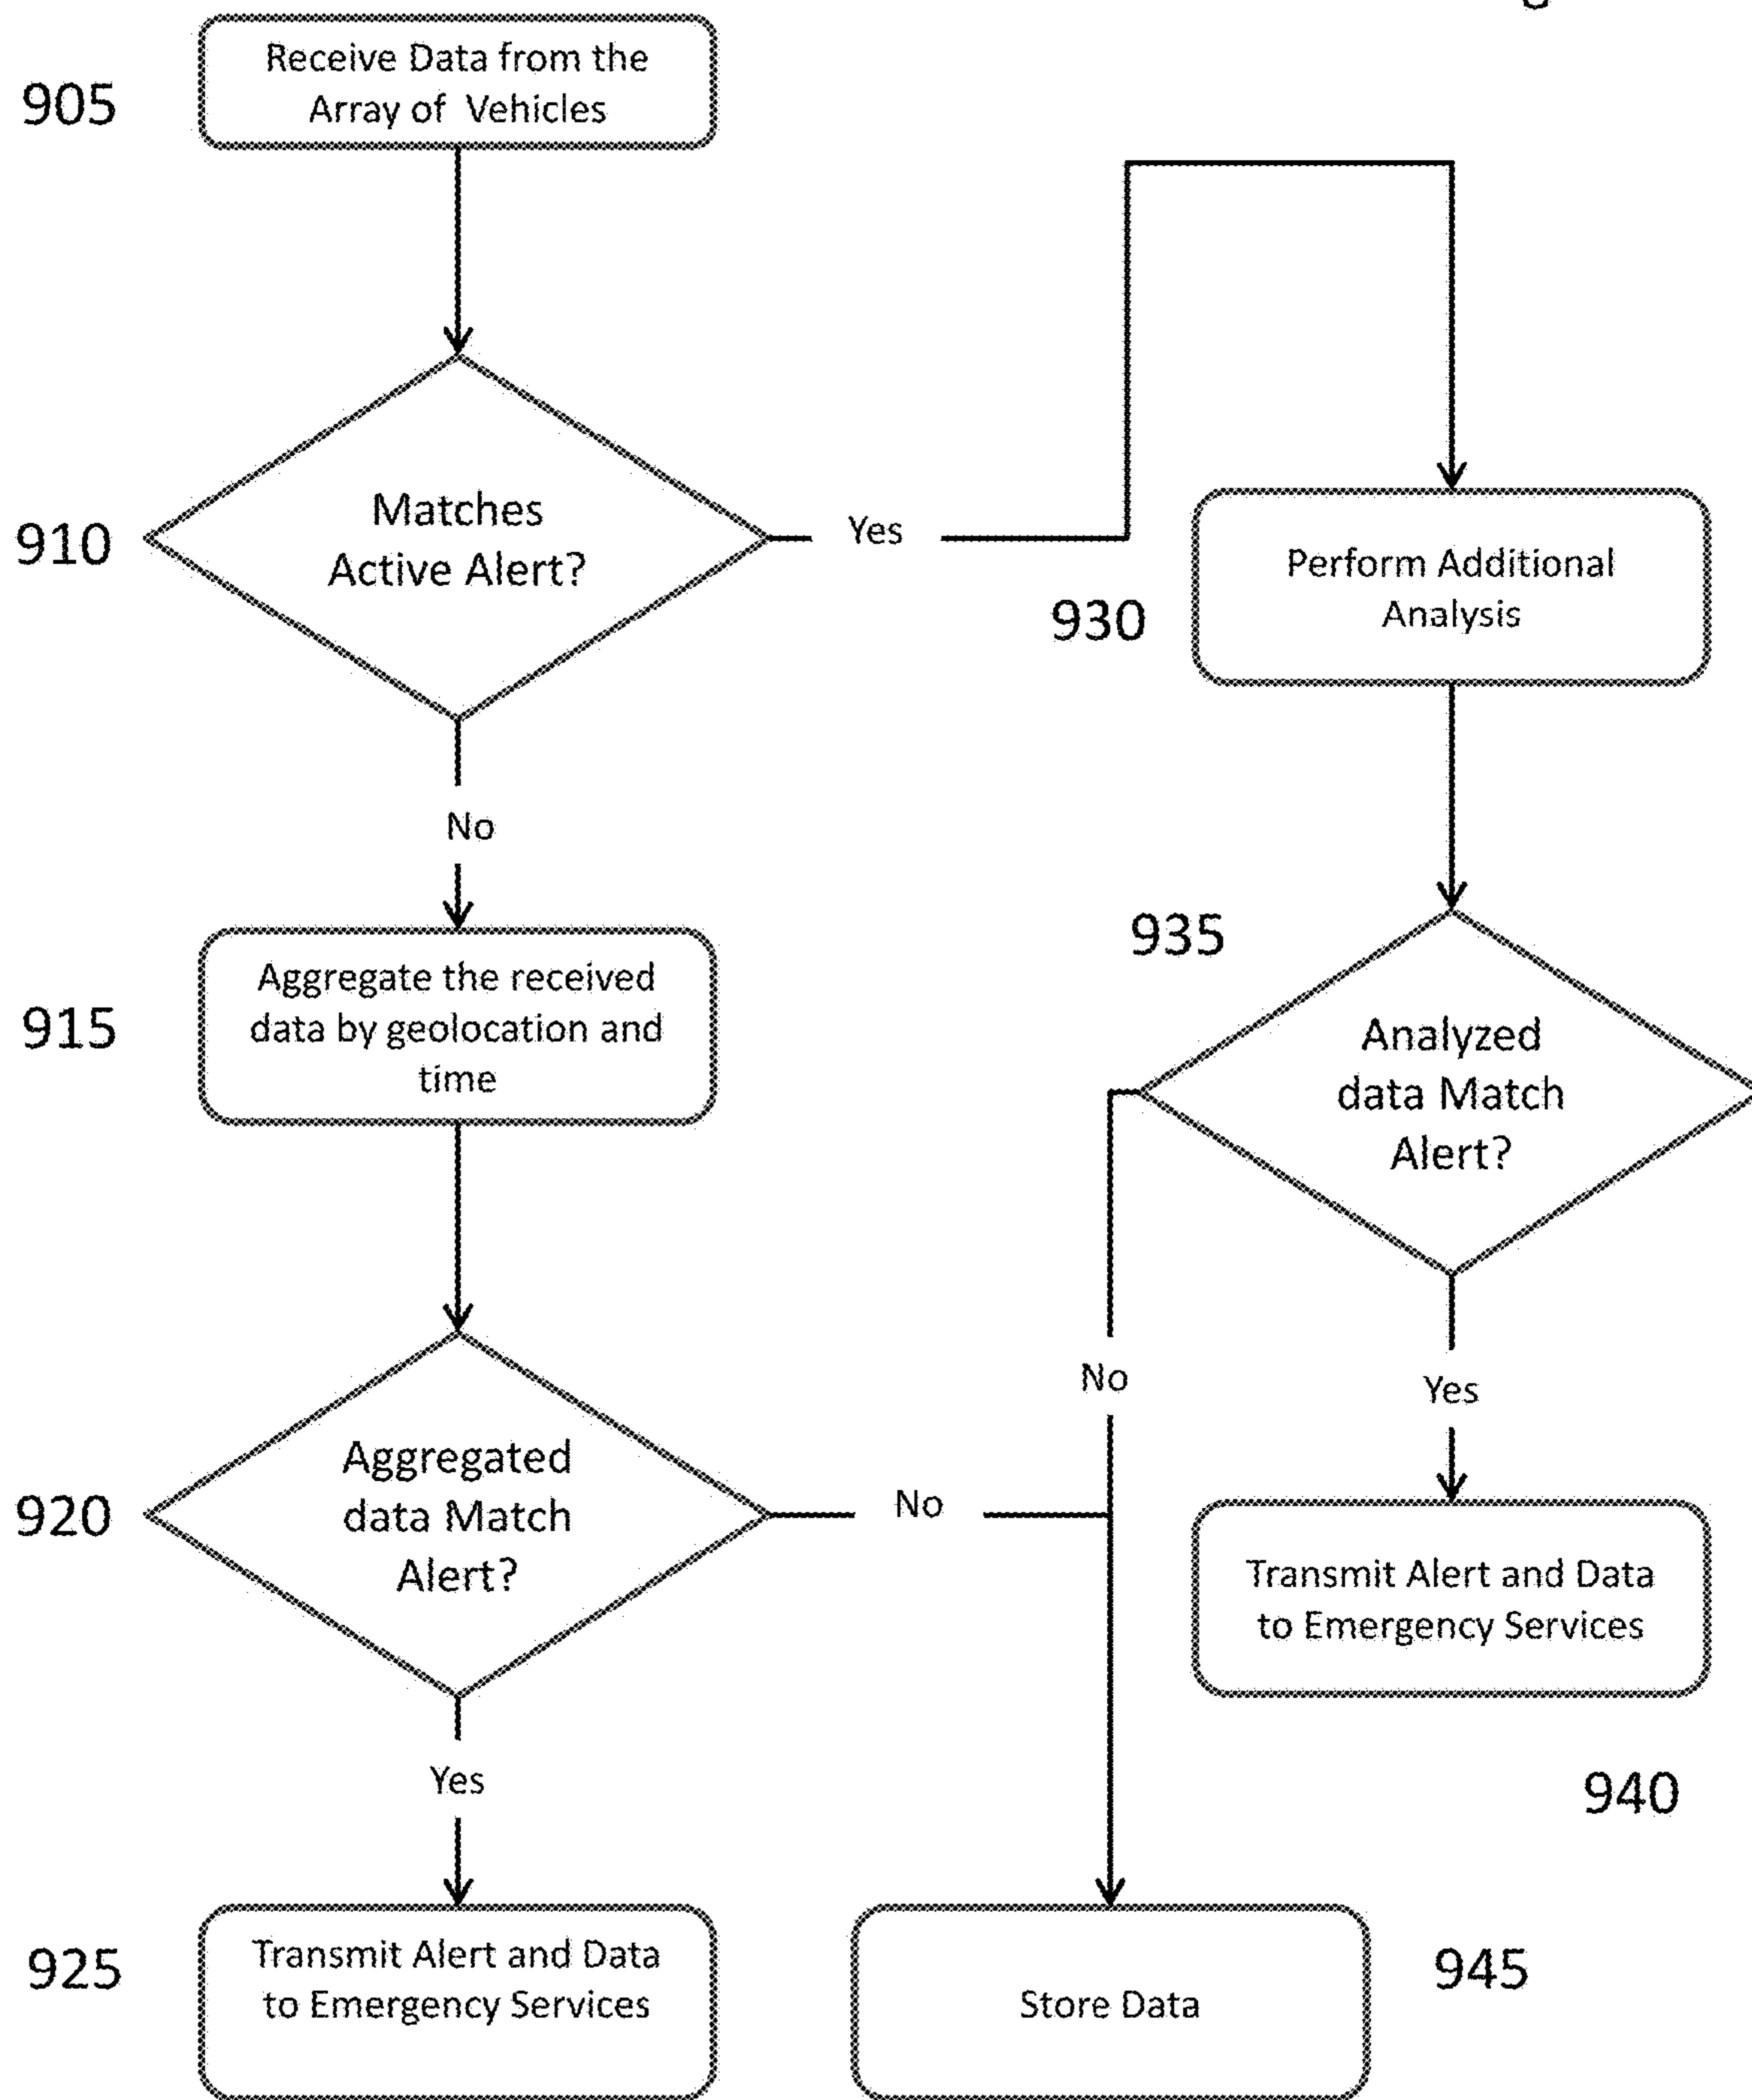 905
Receive Data from the
Array of Vehicles
910
Matches
Active Alert?
Yes
930
Perform Additional
Analysis
No
915
Aggregate the received
data by geolocation and
time
935
Analyzed
data Match
Alert?
No
Yes
920
Aggregated
data Match
Alert?
No
Transmit Alert and Data
to Emergency Services
940
Yes
925
Transmit Alert and Data
to Emergency Services
Store Data
945